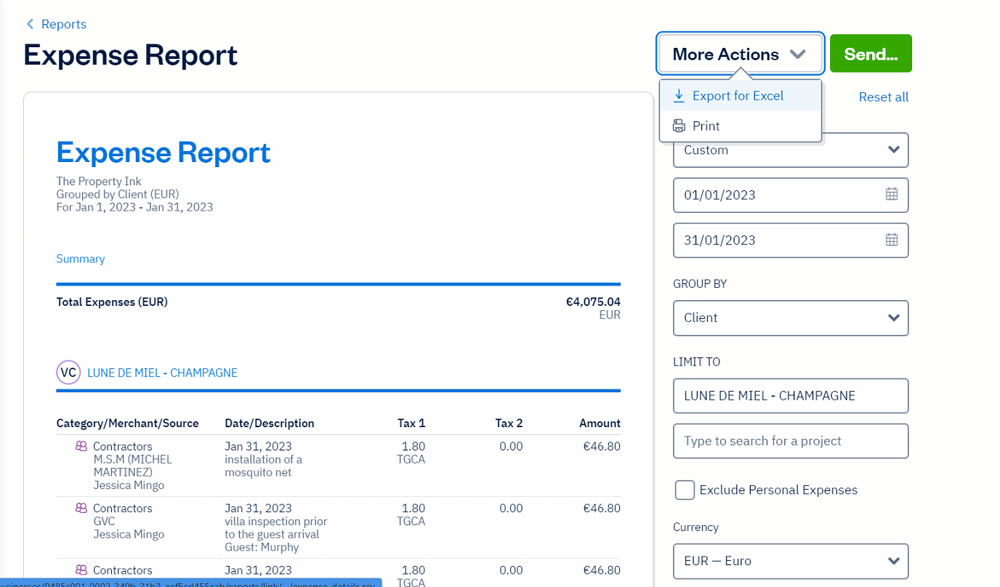 Reports
Expense Report
More Actions
Send...
Export for Excel
Print
Reset all
Custom
01/01/2023
31/01/2023
GROUP BY
Client
LIMIT TO
LUNE DE MIEL - CHAMPAGNE
Type to search for a project
Exclude Personal Expenses
Currency
EUR — Euro
Expense Report
The Property Ink
Grouped by Client (EUR)
For Jan 1, 2023 - Jan 31, 2023
Summary
Total Expenses (EUR) €4,075.04
EUR
VC LUNE DE MIEL - CHAMPAGNE
Category/Merchant/Source Date/Description Tax 1 Tax 2 Amount
Contractors Jan 31, 2023 1.80 0.00 €46.80
M.S.M (MICHEL installation of a TGCA
MARTINEZ) mosquito net
Jessica Mingo
Contractors Jan 31, 2023 1.80 0.00 €46.80
GVC villa inspection prior TGCA
Jessica Mingo to the guest arrival
Guest: Murphy
Contractors Jan 31, 2023 1.80 0.00 €46.80
TGCA